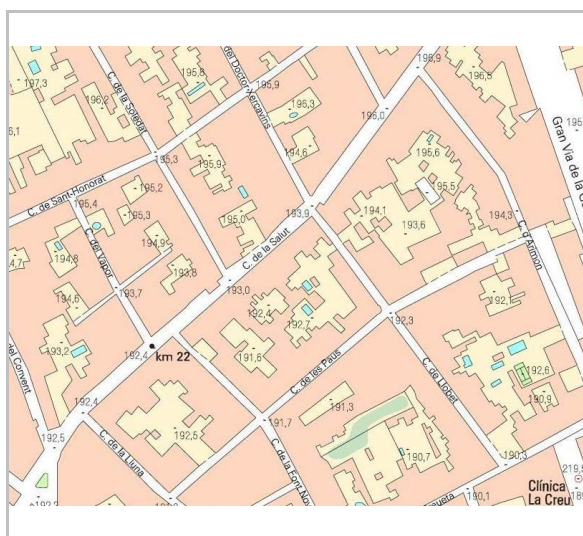 196,9
195,8
195,9
196,5
197,3
196,2
C. de la Soledat
del Doctor Xercavins
196,3
196,0
Gran Via de la
195,3
194,6
195,6
195,9
195,5
195,2
C. de Sant Honorat
195,4
195,3
195,0
193,9
194,1
193,6
194,3
C. d'Armon
194,9
C. de la Salut
C. del Vapor
194,8
193,8
193,0
194,6
193,7
192,4
192,7
192,3
192,1
192,4
km 22
193,2
191,6
C. de les Paus
C. de Llobet
del Convent
192,6
190,9
192,4
191,7
191,3
192,5
192,5
C. de la Lluna
C. de la Font Nov
190,7
190,3
190,1
Clínica
La Creu